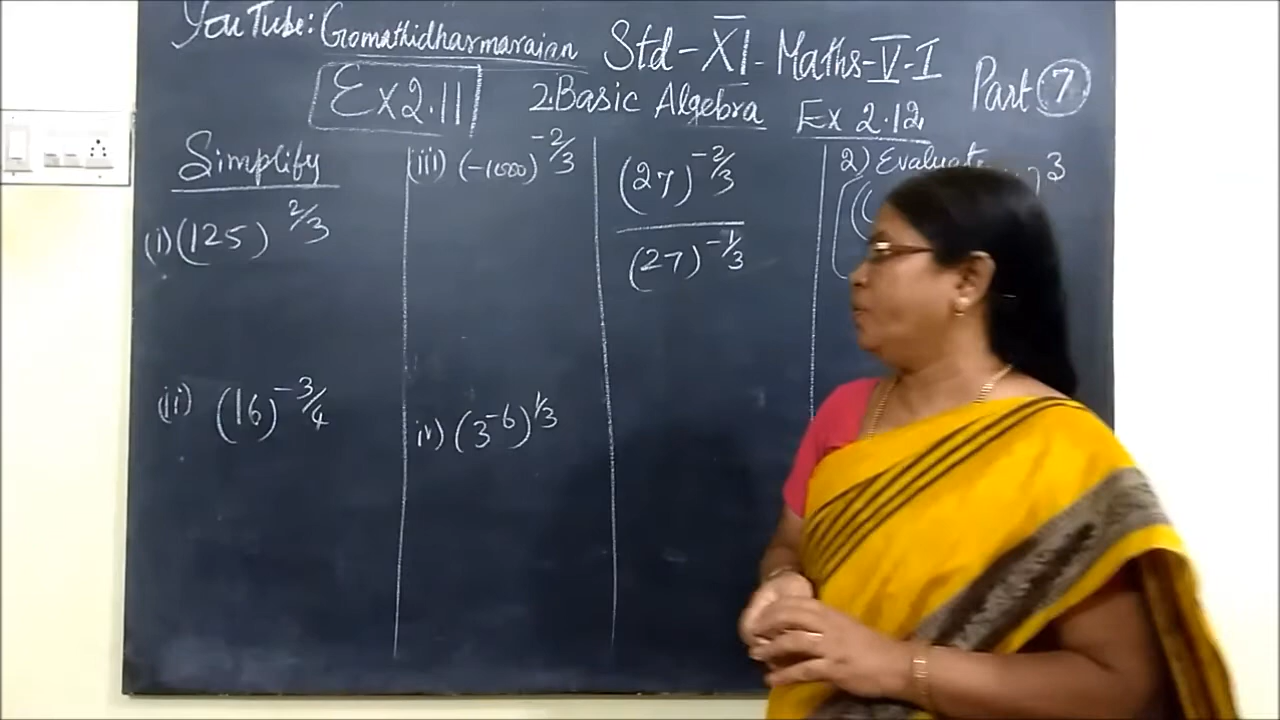 YouTube: Gomathidharmaraian
Std-XI-Maths-V-I
Part 7
Ex 2.11
2.Basic Algebra
Ex 2.12
Simplify
(i) (125)^2/3
(ii) (16)^-3/4
iii) (-1000)^-2/3
iv) (3^-6)^1/3
(27)^-2/3
(27)^-1/3
2) Evaluate
3